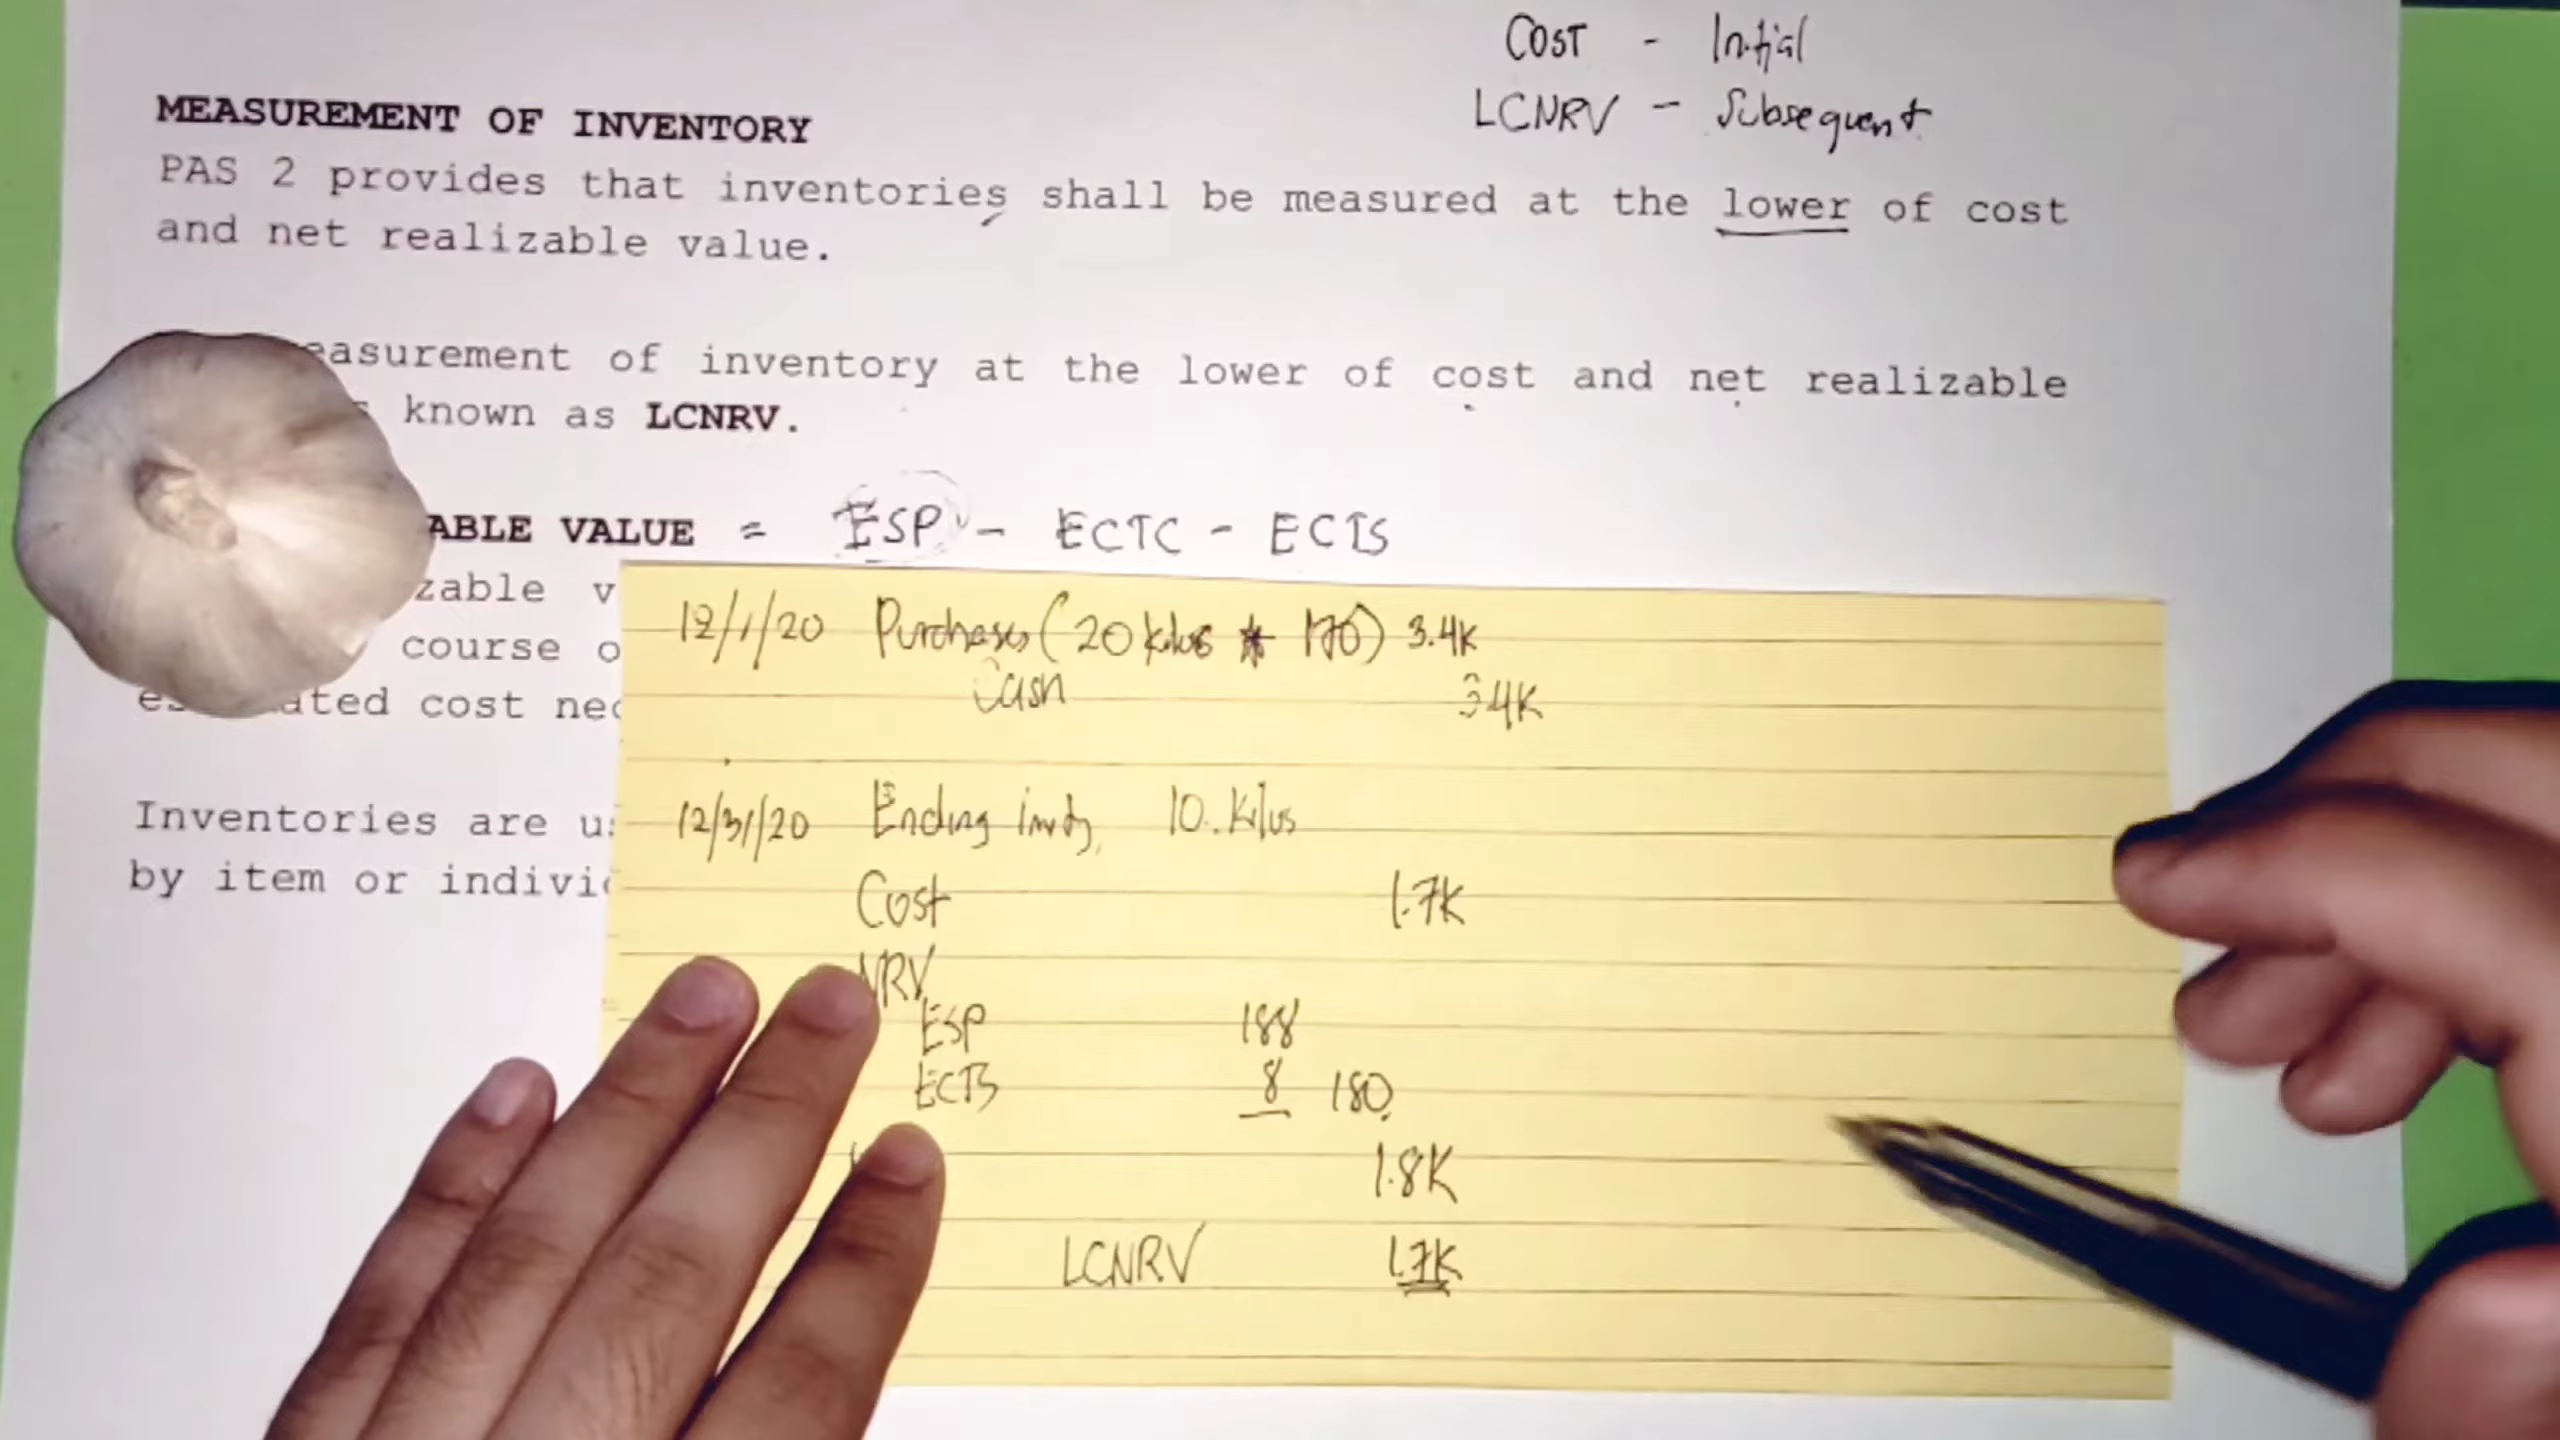 COST - Initial
LCNRV - Subsequent
MEASUREMENT OF INVENTORY
PAS 2 provides that inventories shall be measured at the lower of cost
and net realizable value.
easurement of inventory at the lower of cost and net realizable
known as LCNRV.
ABLE VALUE = ESP - ECTC - ECTS
zable v
course o
ated cost nec
Inventories are u
by item or indivi
12/1/20 Purchases (20 kilos * 170) 3.4K
Cash 3.4K
12/31/20 Ending invty, 10 Kilos
Cost 1.7K
NRV
ESP 188
ECTS 8 180
1.8K
LCNRV 1.7K